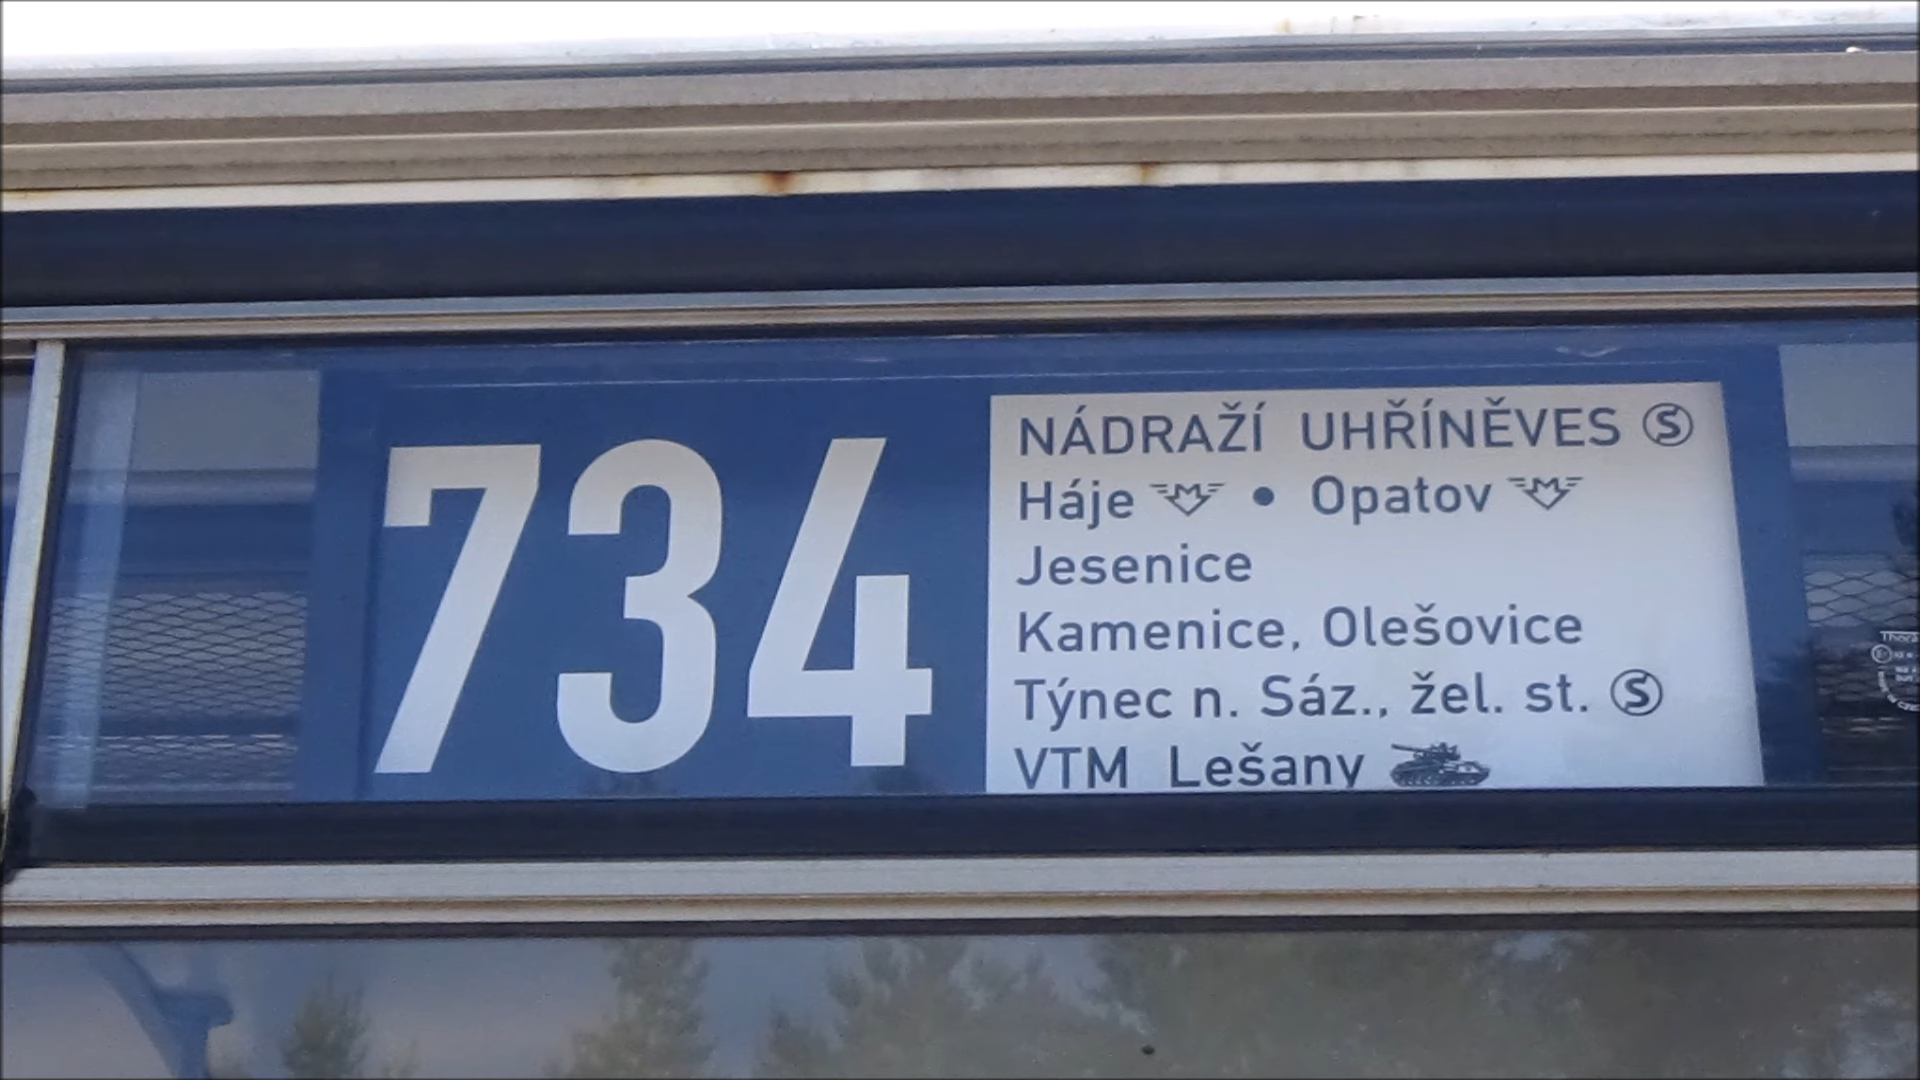 734
NÁDRAŽÍ UHŘÍNĚVES S
Háje M • Opatov M
Jesenice
Kamenice, Olešovice
Týnec n. Sáz., žel. st. S
VTM Lešany